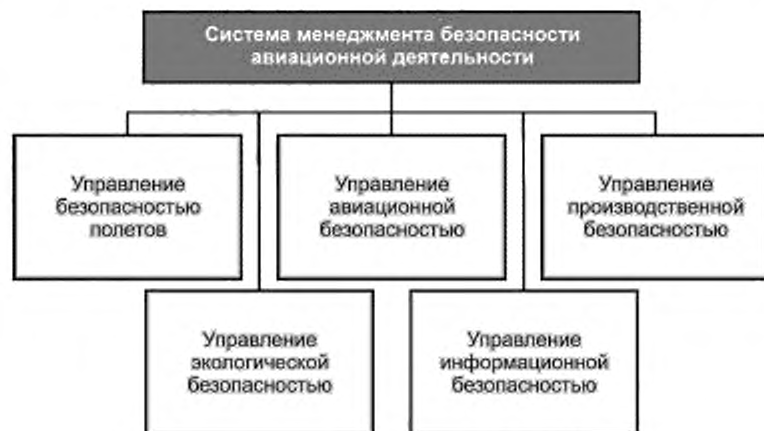 Система менеджмента безопасности
авиационной деятельности
Управление
безопасностью
полетов
Управление
авиационной
безопасностью
Управление
производственной
безопасностью
Управление
экологической
безопасностью
Управление
информационной
безопасностью